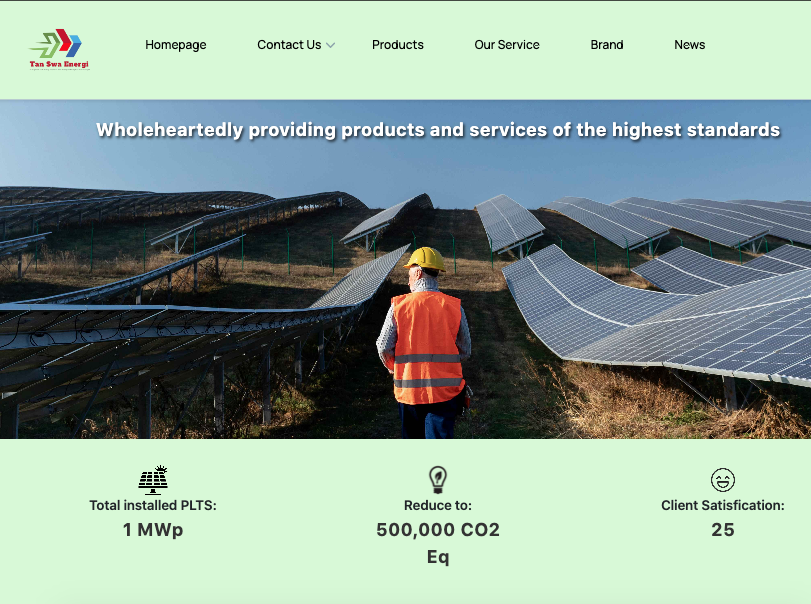 Homepage
Contact Us
Products
Our Service
Brand
News
Tan Swa Energi
Wholeheartedly providing products and services of the highest standards
Total installed PLTS:
1 MWp
Reduce to:
500,000 CO2
Eq
Client Satisfication:
25